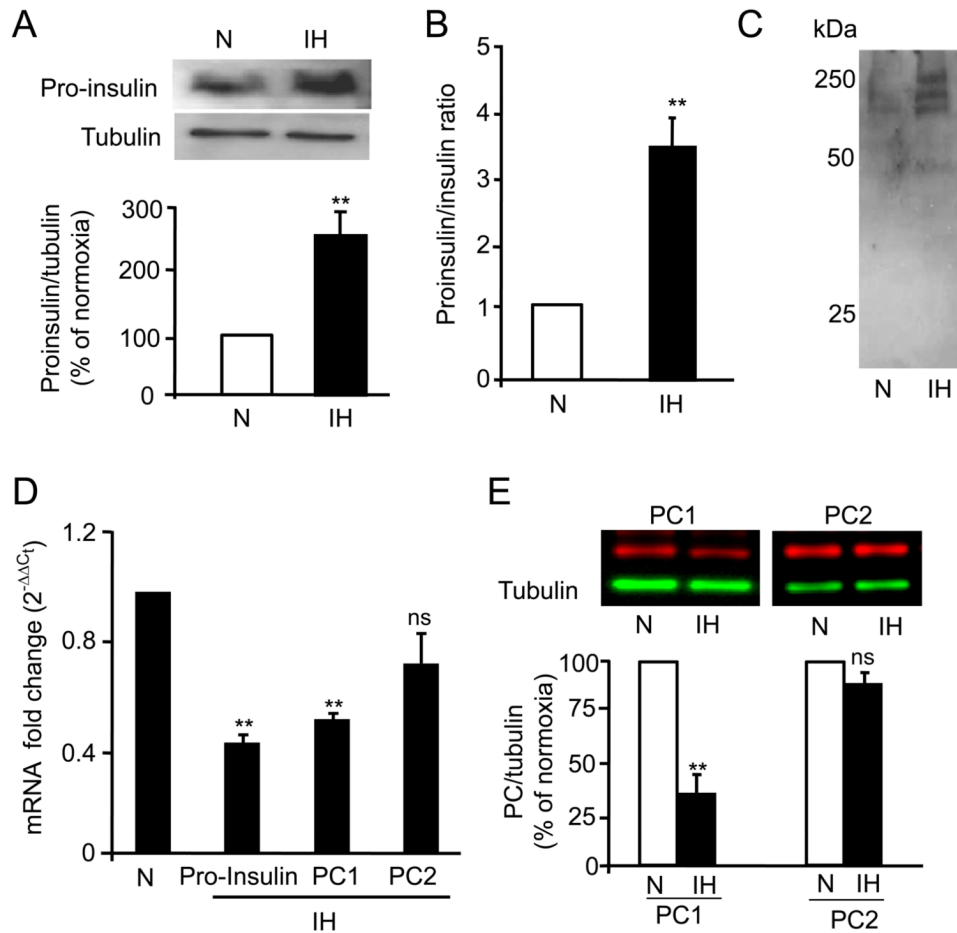 A
N IH
Pro-insulin
Tubulin
Proinsulin/tubulin
(% of normoxia)
300
200
100
0
**
N IH
B
Proinsulin/insulin ratio
5
4
3
2
1
0
**
N IH
C
kDa
250
50
25
N IH
D
mRNA fold change (2^-ΔΔCt)
1.2
0.8
0.4
0
**
**
ns
N Pro-Insulin PC1 PC2
IH
E
PC1 PC2
Tubulin
N IH N IH
PC/tubulin
(% of normoxia)
100
75
50
25
0
**
ns
N IH N IH
PC1 PC2